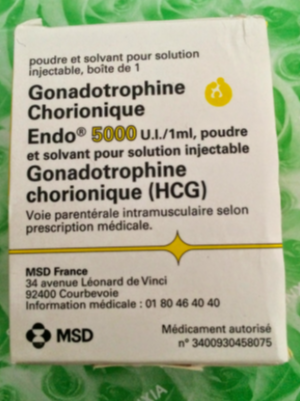 poudre et solvant pour solution
injectable, boîte de 1
Gonadotrophine
Chorionique
Endo® 5000 U.I./1ml, poudre
et solvant pour solution injectable
Gonadotrophine
chorionique (HCG)
Voie parentérale intramusculaire selon
prescription médicale.
MSD France
34 avenue Léonard de Vinci
92400 Courbevoie
Information médicale : 01 80 46 40 40
MSD
Médicament autorisé
n° 3400930458075